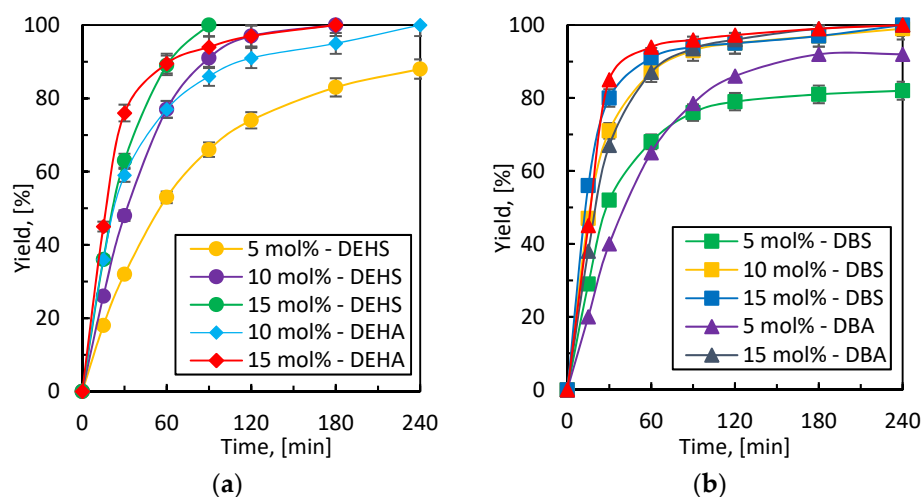 100
80
60
40
20
0
Yield, [%]
5 mol% - DEHS
10 mol% - DEHS
15 mol% - DEHS
10 mol% - DEHA
15 mol% - DEHA
0 60 120 180 240
Time, [min]
(a)
100
80
60
40
20
0
Yield, [%]
5 mol% - DBS
10 mol% - DBS
15 mol% - DBS
5 mol% - DBA
15 mol% - DBA
0 60 120 180 240
Time, [min]
(b)